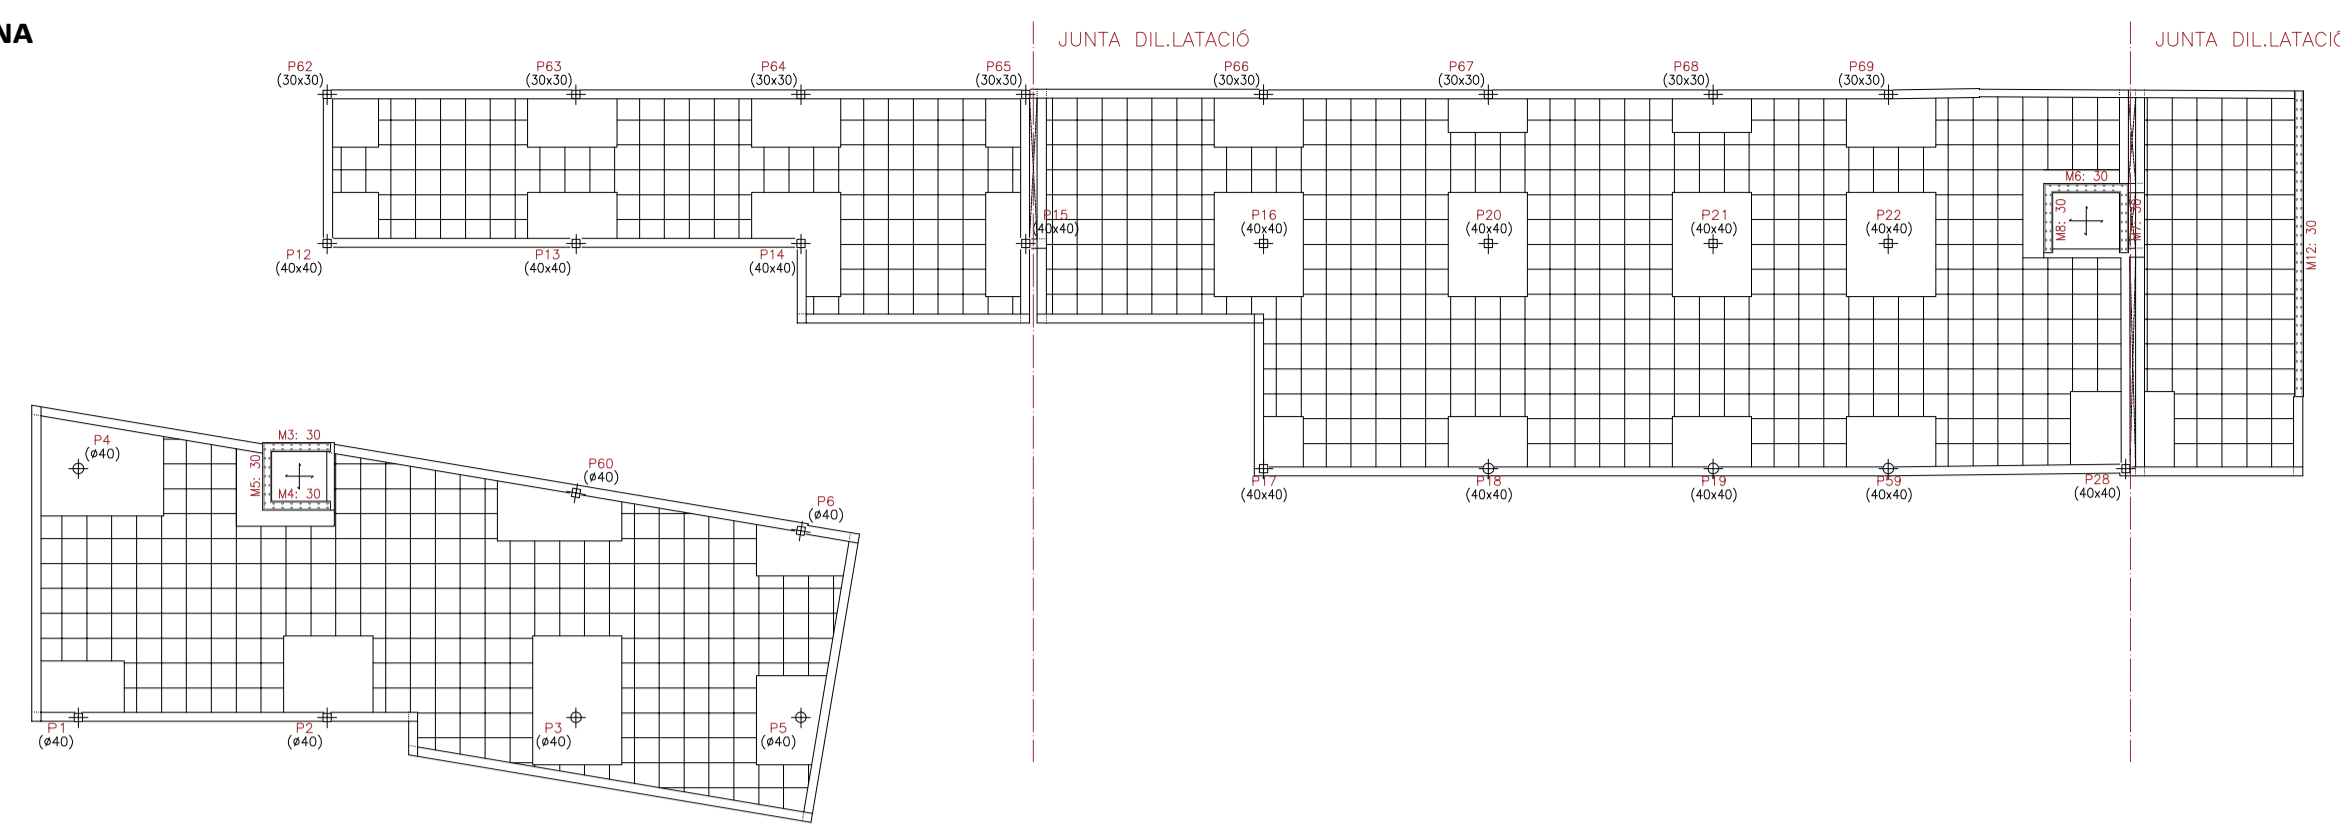 NA
JUNTA DIL.LATACIÓ
JUNTA DIL.LATACIÓ
P62
(30x30)
P63
(30x30)
P64
(30x30)
P65
(30x30)
P66
(30x30)
P67
(30x30)
P68
(30x30)
P69
(30x30)
M6: 30
M8: 30
M7: 30
M12: 30
P15
(40x40)
P16
(40x40)
P20
(40x40)
P21
(40x40)
P22
(40x40)
P12
(40x40)
P13
(40x40)
P14
(40x40)
P4
(ø40)
M3: 30
M5: 30
M4: 30
P60
(ø40)
P6
(ø40)
P17
(40x40)
P18
(40x40)
P19
(40x40)
P59
(40x40)
P28
(40x40)
P1
(ø40)
P2
(ø40)
P3
(ø40)
P5
(ø40)